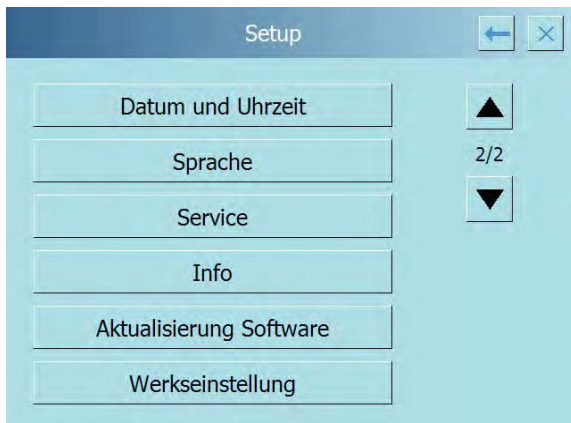 Setup
Datum und Uhrzeit
Sprache
2/2
Service
Info
Aktualisierung Software
Werkseinstellung